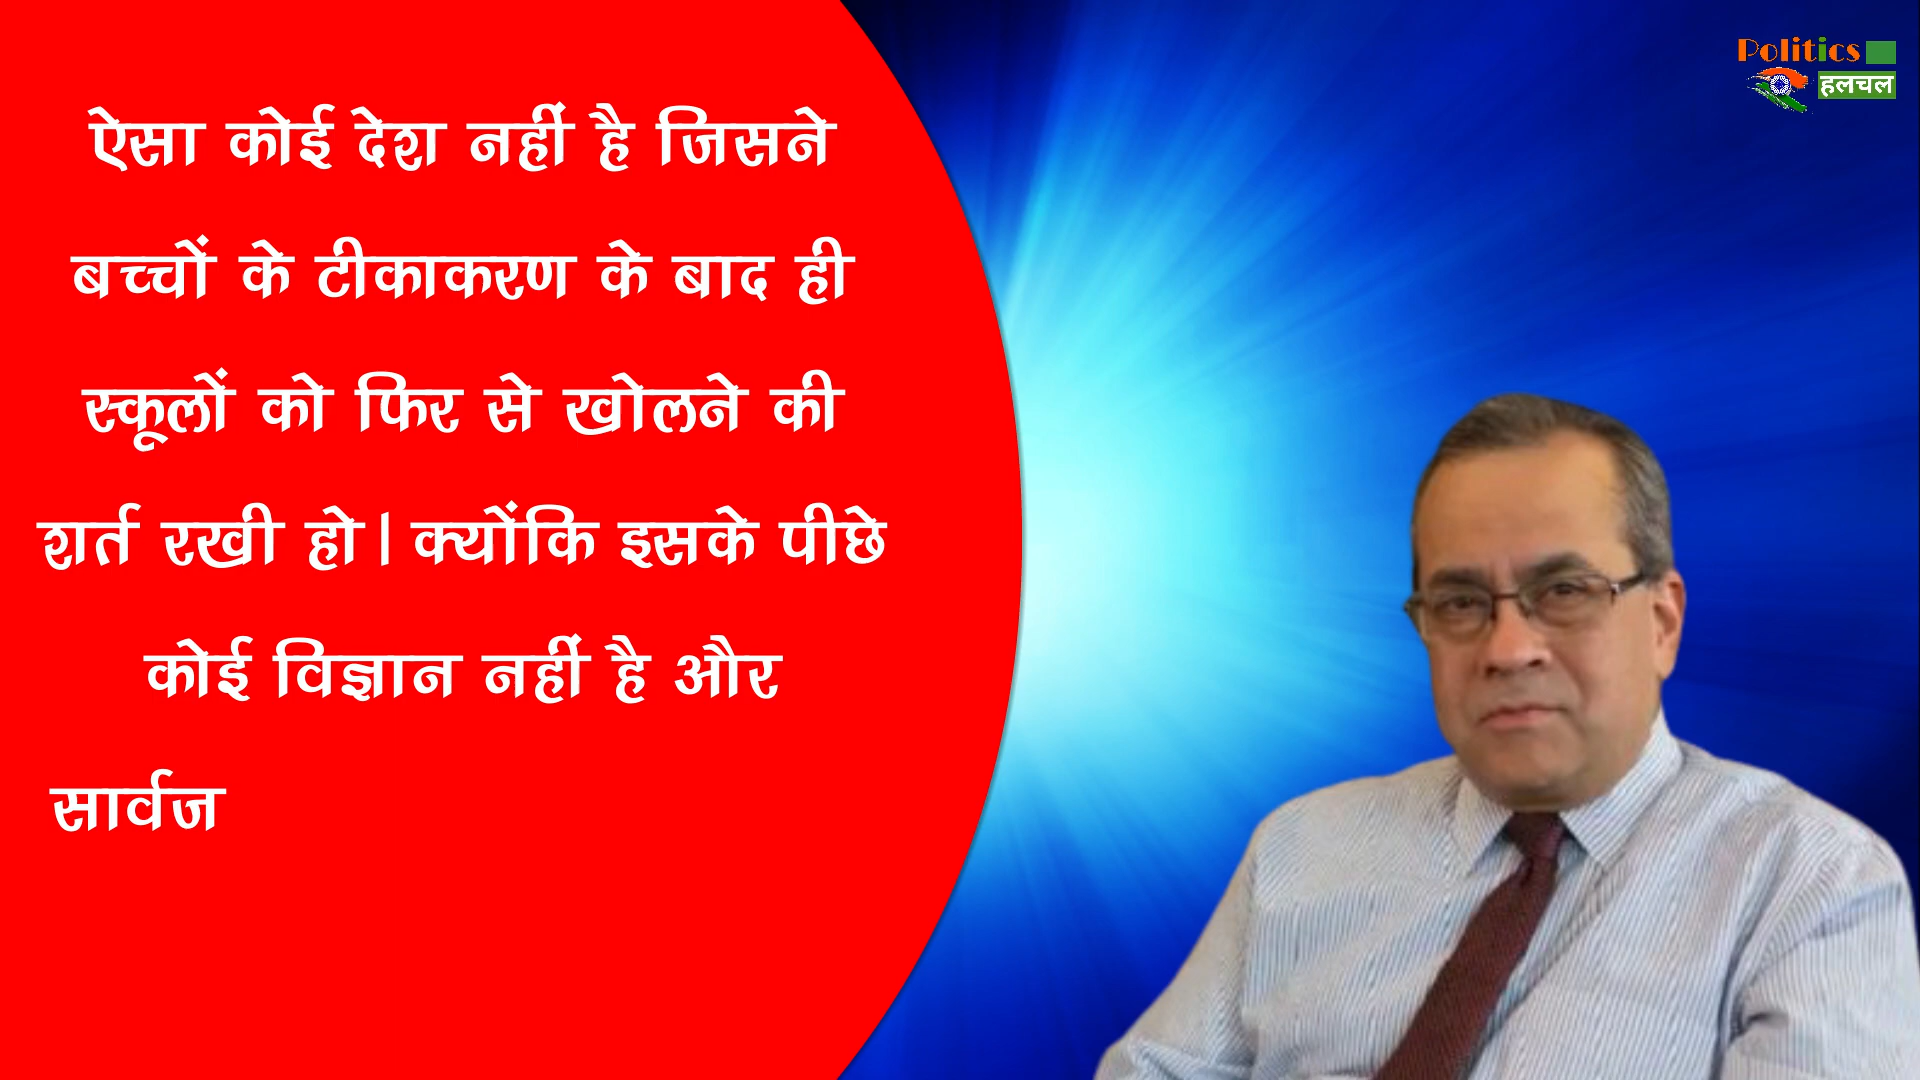 Politics
हलचल
ऐसा कोई देश नहीं है जिसने
बच्चों के टीकाकरण के बाद ही
स्कूलों को फिर से खोलने की
शर्त रखी हो। क्योंकि इसके पीछे
कोई विज्ञान नहीं है और
सार्वज